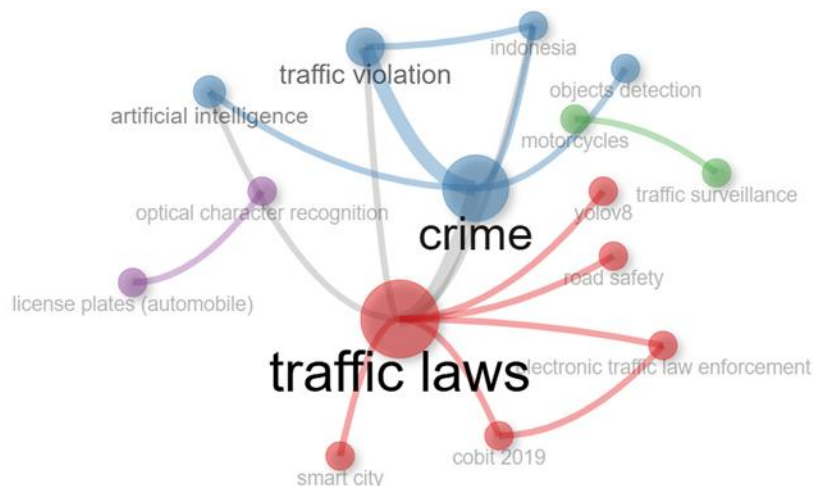 indonesia
traffic violation
objects detection
artificial intelligence
motorcycles
traffic surveillance
optical character recognition
yolov8
crime
road safety
license plates (automobile)
electronic traffic law enforcement
traffic laws
cobit 2019
smart city